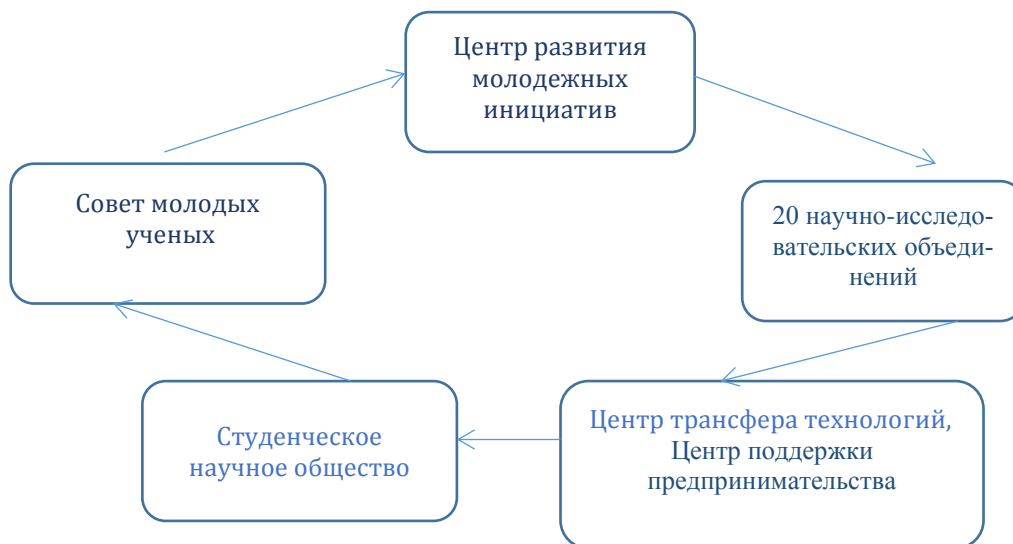 Центр развития
молодежных
инициатив
Совет молодых
ученых
20 научно-исследо-
вательских объеди-
нений
Студенческое
научное общество
Центр трансфера технологий,
Центр поддержки
предпринимательства